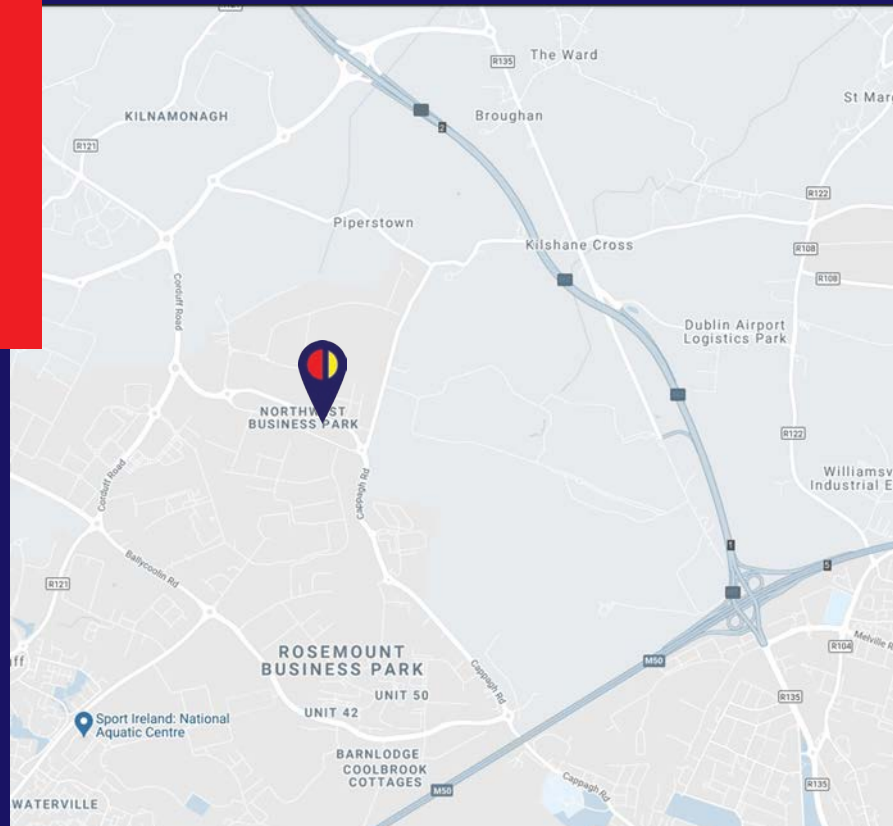 The Ward
R135
St Mar
KILNAMONAGH
Broughan
2
R121
R122
Piperstown
Kilshane Cross
R108
R108
Corduff Road
Dublin Airport
Logistics Park
NORTHWEST
BUSINESS PARK
R122
Corduff Road
Cappagh Rd
Williamsv
Industrial E
1
5
Ballycoolin Rd
R121
ROSEMOUNT
BUSINESS PARK
Melville R
R104
M50
UNIT 50
Cappagh Rd
R135
UNIT 42
Sport Ireland: National
Aquatic Centre
BARNLODGE
COOLBROOK
COTTAGES
M50
Cappagh Rd
R135
WATERVILLE